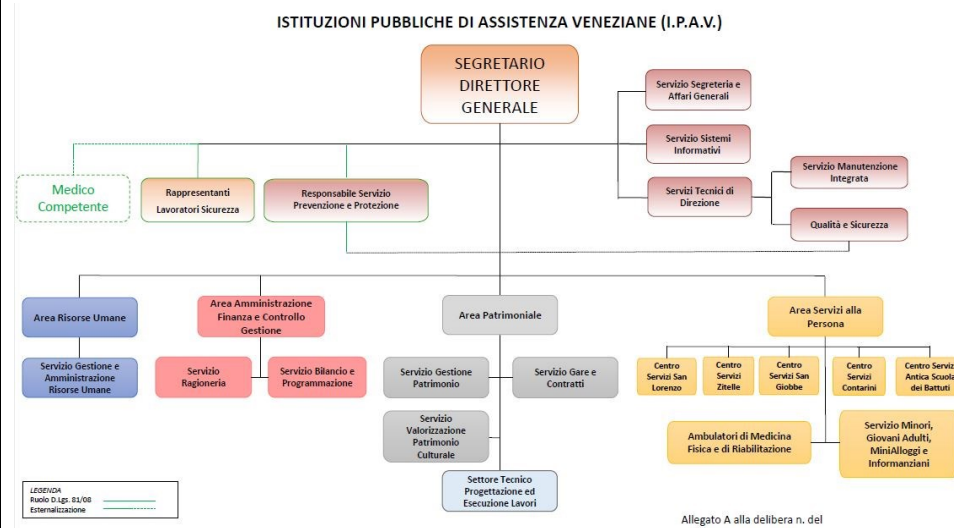 ISTITUZIONI PUBBLICHE DI ASSISTENZA VENEZIANE (I.P.A.V.)
SEGRETARIO
DIRETTORE
GENERALE
Servizio Segreteria e
Affari Generali
Servizio Sistemi
Informativi
Servizi Tecnici di
Direzione
Servizio Manutenzione
Integrata
Qualità e Sicurezza
Medico
Competente
Rappresentanti
Lavoratori Sicurezza
Responsabile Servizio
Prevenzione e Protezione
Area Risorse Umane
Servizio Gestione e
Amministrazione
Risorse Umane
Area Amministrazione
Finanza e Controllo
Gestione
Servizio
Ragioneria
Servizio Bilancio e
Programmazione
Area Patrimoniale
Servizio Gestione
Patrimonio
Servizio Gare e
Contratti
Servizio
Valorizzazione
Patrimonio
Culturale
Settore Tecnico
Progettazione ed
Esecuzione Lavori
Area Servizi alla
Persona
Centro
Servizi San
Lorenzo
Centro
Servizi
Zitelle
Centro
Servizi San
Giobbe
Centro
Servizi
Contarini
Centro Servizi
Antica Scuola
dei Battuti
Ambulatori di Medicina
Fisica e di Riabilitazione
Servizio Minori,
Giovani Adulti,
MiniAlloggi e
Informanziani
LEGENDA
Ruolo D.Lgs. 81/08
Esternalizzazione
Allegato A alla delibera n. del